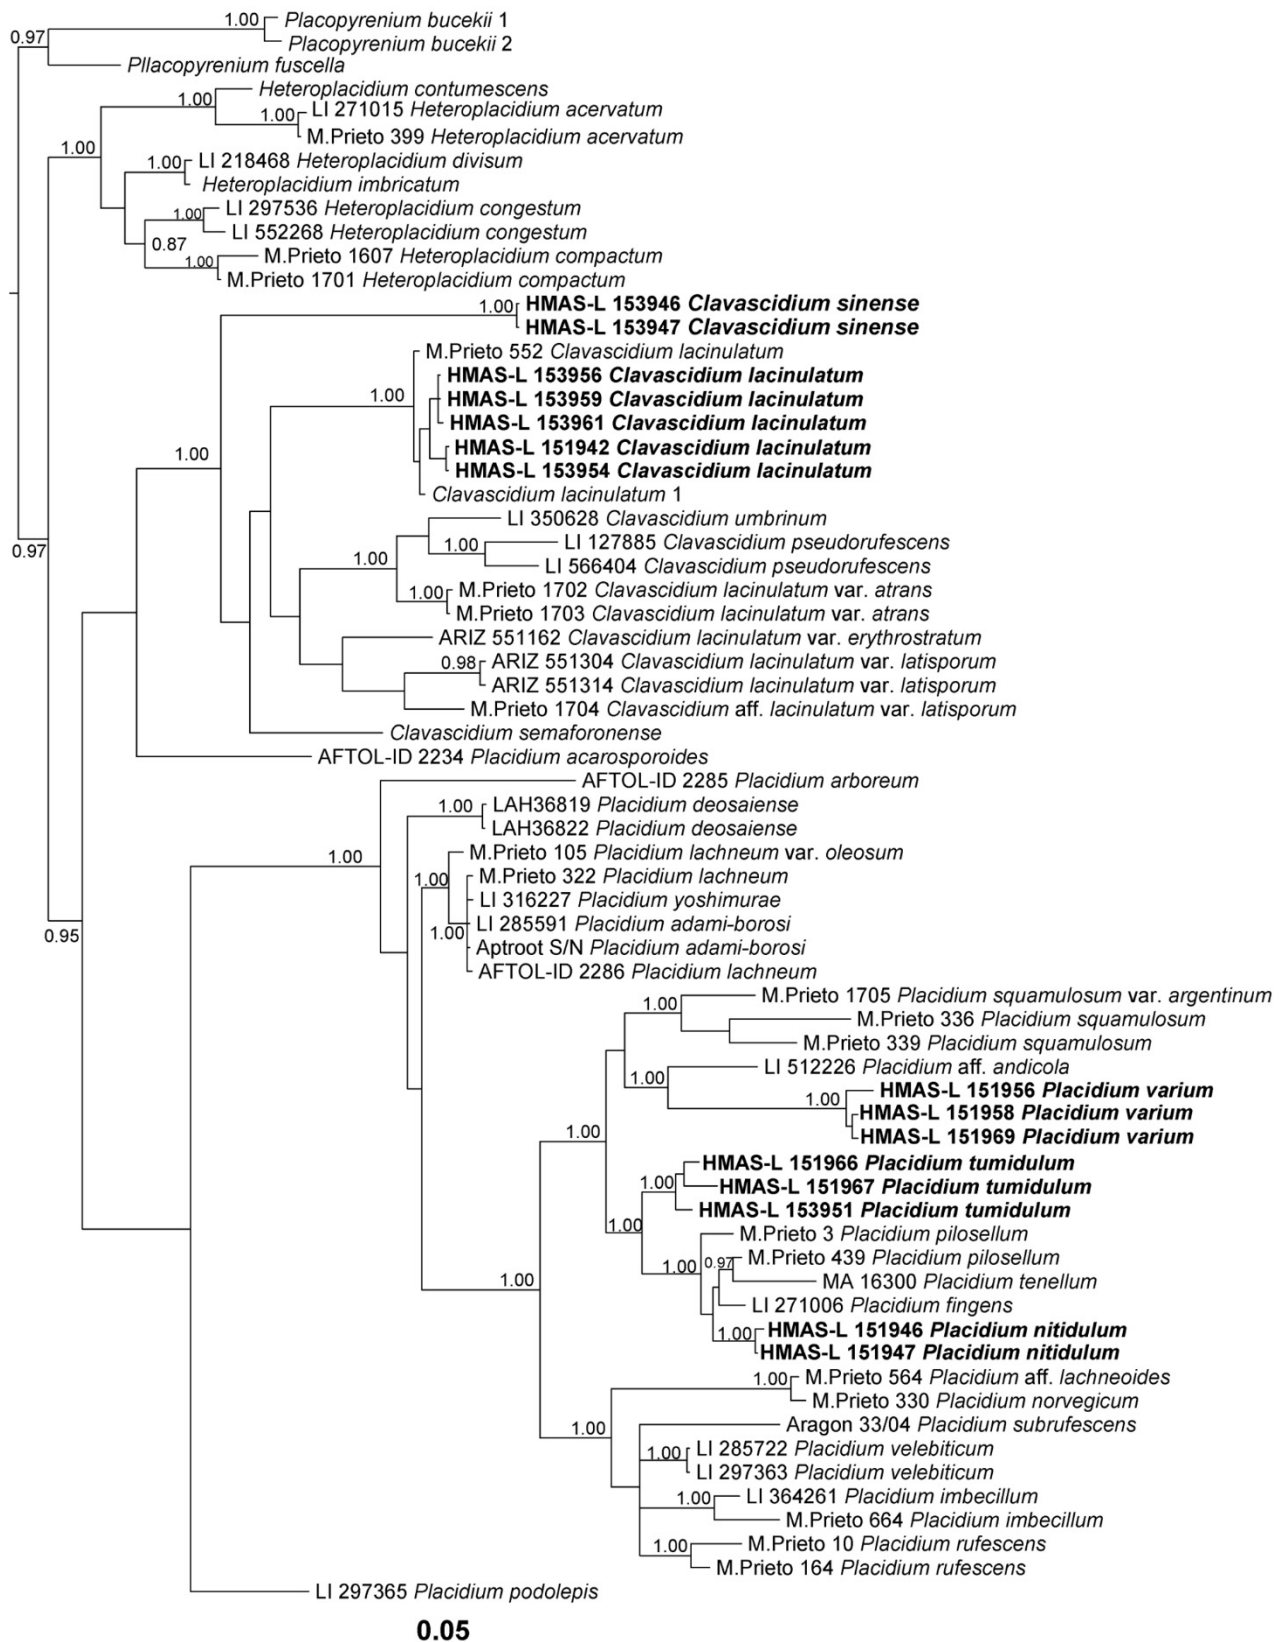 1.00 Placopyrenium bucekii 1
0.97 Placopyrenium bucekii 2
Pllacopyrenium fuscella
Heteroplacidium contumescens
1.00 1.00 LI 271015 Heteroplacidium acervatum
M.Prieto 399 Heteroplacidium acervatum
1.00 1.00 LI 218468 Heteroplacidium divisum
Heteroplacidium imbricatum
1.00 LI 297536 Heteroplacidium congestum
LI 552268 Heteroplacidium congestum
0.87 M.Prieto 1607 Heteroplacidium compactum
1.00 M.Prieto 1701 Heteroplacidium compactum
1.00 HMAS-L 153946 Clavascidium sinense
HMAS-L 153947 Clavascidium sinense
M.Prieto 552 Clavascidium lacinulatum
HMAS-L 153956 Clavascidium lacinulatum
1.00 HMAS-L 153959 Clavascidium lacinulatum
HMAS-L 153961 Clavascidium lacinulatum
1.00 HMAS-L 151942 Clavascidium lacinulatum
HMAS-L 153954 Clavascidium lacinulatum
Clavascidium lacinulatum 1
LI 350628 Clavascidium umbrinum
0.97 1.00 LI 127885 Clavascidium pseudorufescens
1.00 LI 566404 Clavascidium pseudorufescens
1.00 M.Prieto 1702 Clavascidium lacinulatum var. atrans
M.Prieto 1703 Clavascidium lacinulatum var. atrans
ARIZ 551162 Clavascidium lacinulatum var. erythrostratum
0.98 ARIZ 551304 Clavascidium lacinulatum var. latisporum
ARIZ 551314 Clavascidium lacinulatum var. latisporum
M.Prieto 1704 Clavascidium aff. lacinulatum var. latisporum
Clavascidium semaforonense
AFTOL-ID 2234 Placidium acarosporoides
AFTOL-ID 2285 Placidium arboreum
1.00 LAH36819 Placidium deosaiense
LAH36822 Placidium deosaiense
1.00 M.Prieto 105 Placidium lachneum var. oleosum
1.00 M.Prieto 322 Placidium lachneum
LI 316227 Placidium yoshimurae
LI 285591 Placidium adami-borosi
0.95 1.00 Aptroot S/N Placidium adami-borosi
AFTOL-ID 2286 Placidium lachneum
1.00 M.Prieto 1705 Placidium squamulosum var. argentinum
M.Prieto 336 Placidium squamulosum
M.Prieto 339 Placidium squamulosum
1.00 LI 512226 Placidium aff. andicola
1.00 HMAS-L 151956 Placidium varium
HMAS-L 151958 Placidium varium
1.00 HMAS-L 151969 Placidium varium
HMAS-L 151966 Placidium tumidulum
1.00 HMAS-L 151967 Placidium tumidulum
HMAS-L 153951 Placidium tumidulum
1.00 M.Prieto 3 Placidium pilosellum
1.00 0.97 M.Prieto 439 Placidium pilosellum
1.00 MA 16300 Placidium tenellum
LI 271006 Placidium fingens
1.00 HMAS-L 151946 Placidium nitidulum
HMAS-L 151947 Placidium nitidulum
1.00 M.Prieto 564 Placidium aff. lachneoides
M.Prieto 330 Placidium norvegicum
1.00 Aragon 33/04 Placidium subrufescens
1.00 LI 285722 Placidium velebiticum
LI 297363 Placidium velebiticum
1.00 LI 364261 Placidium imbecillum
M.Prieto 664 Placidium imbecillum
1.00 M.Prieto 10 Placidium rufescens
M.Prieto 164 Placidium rufescens
LI 297365 Placidium podolepis
0.05